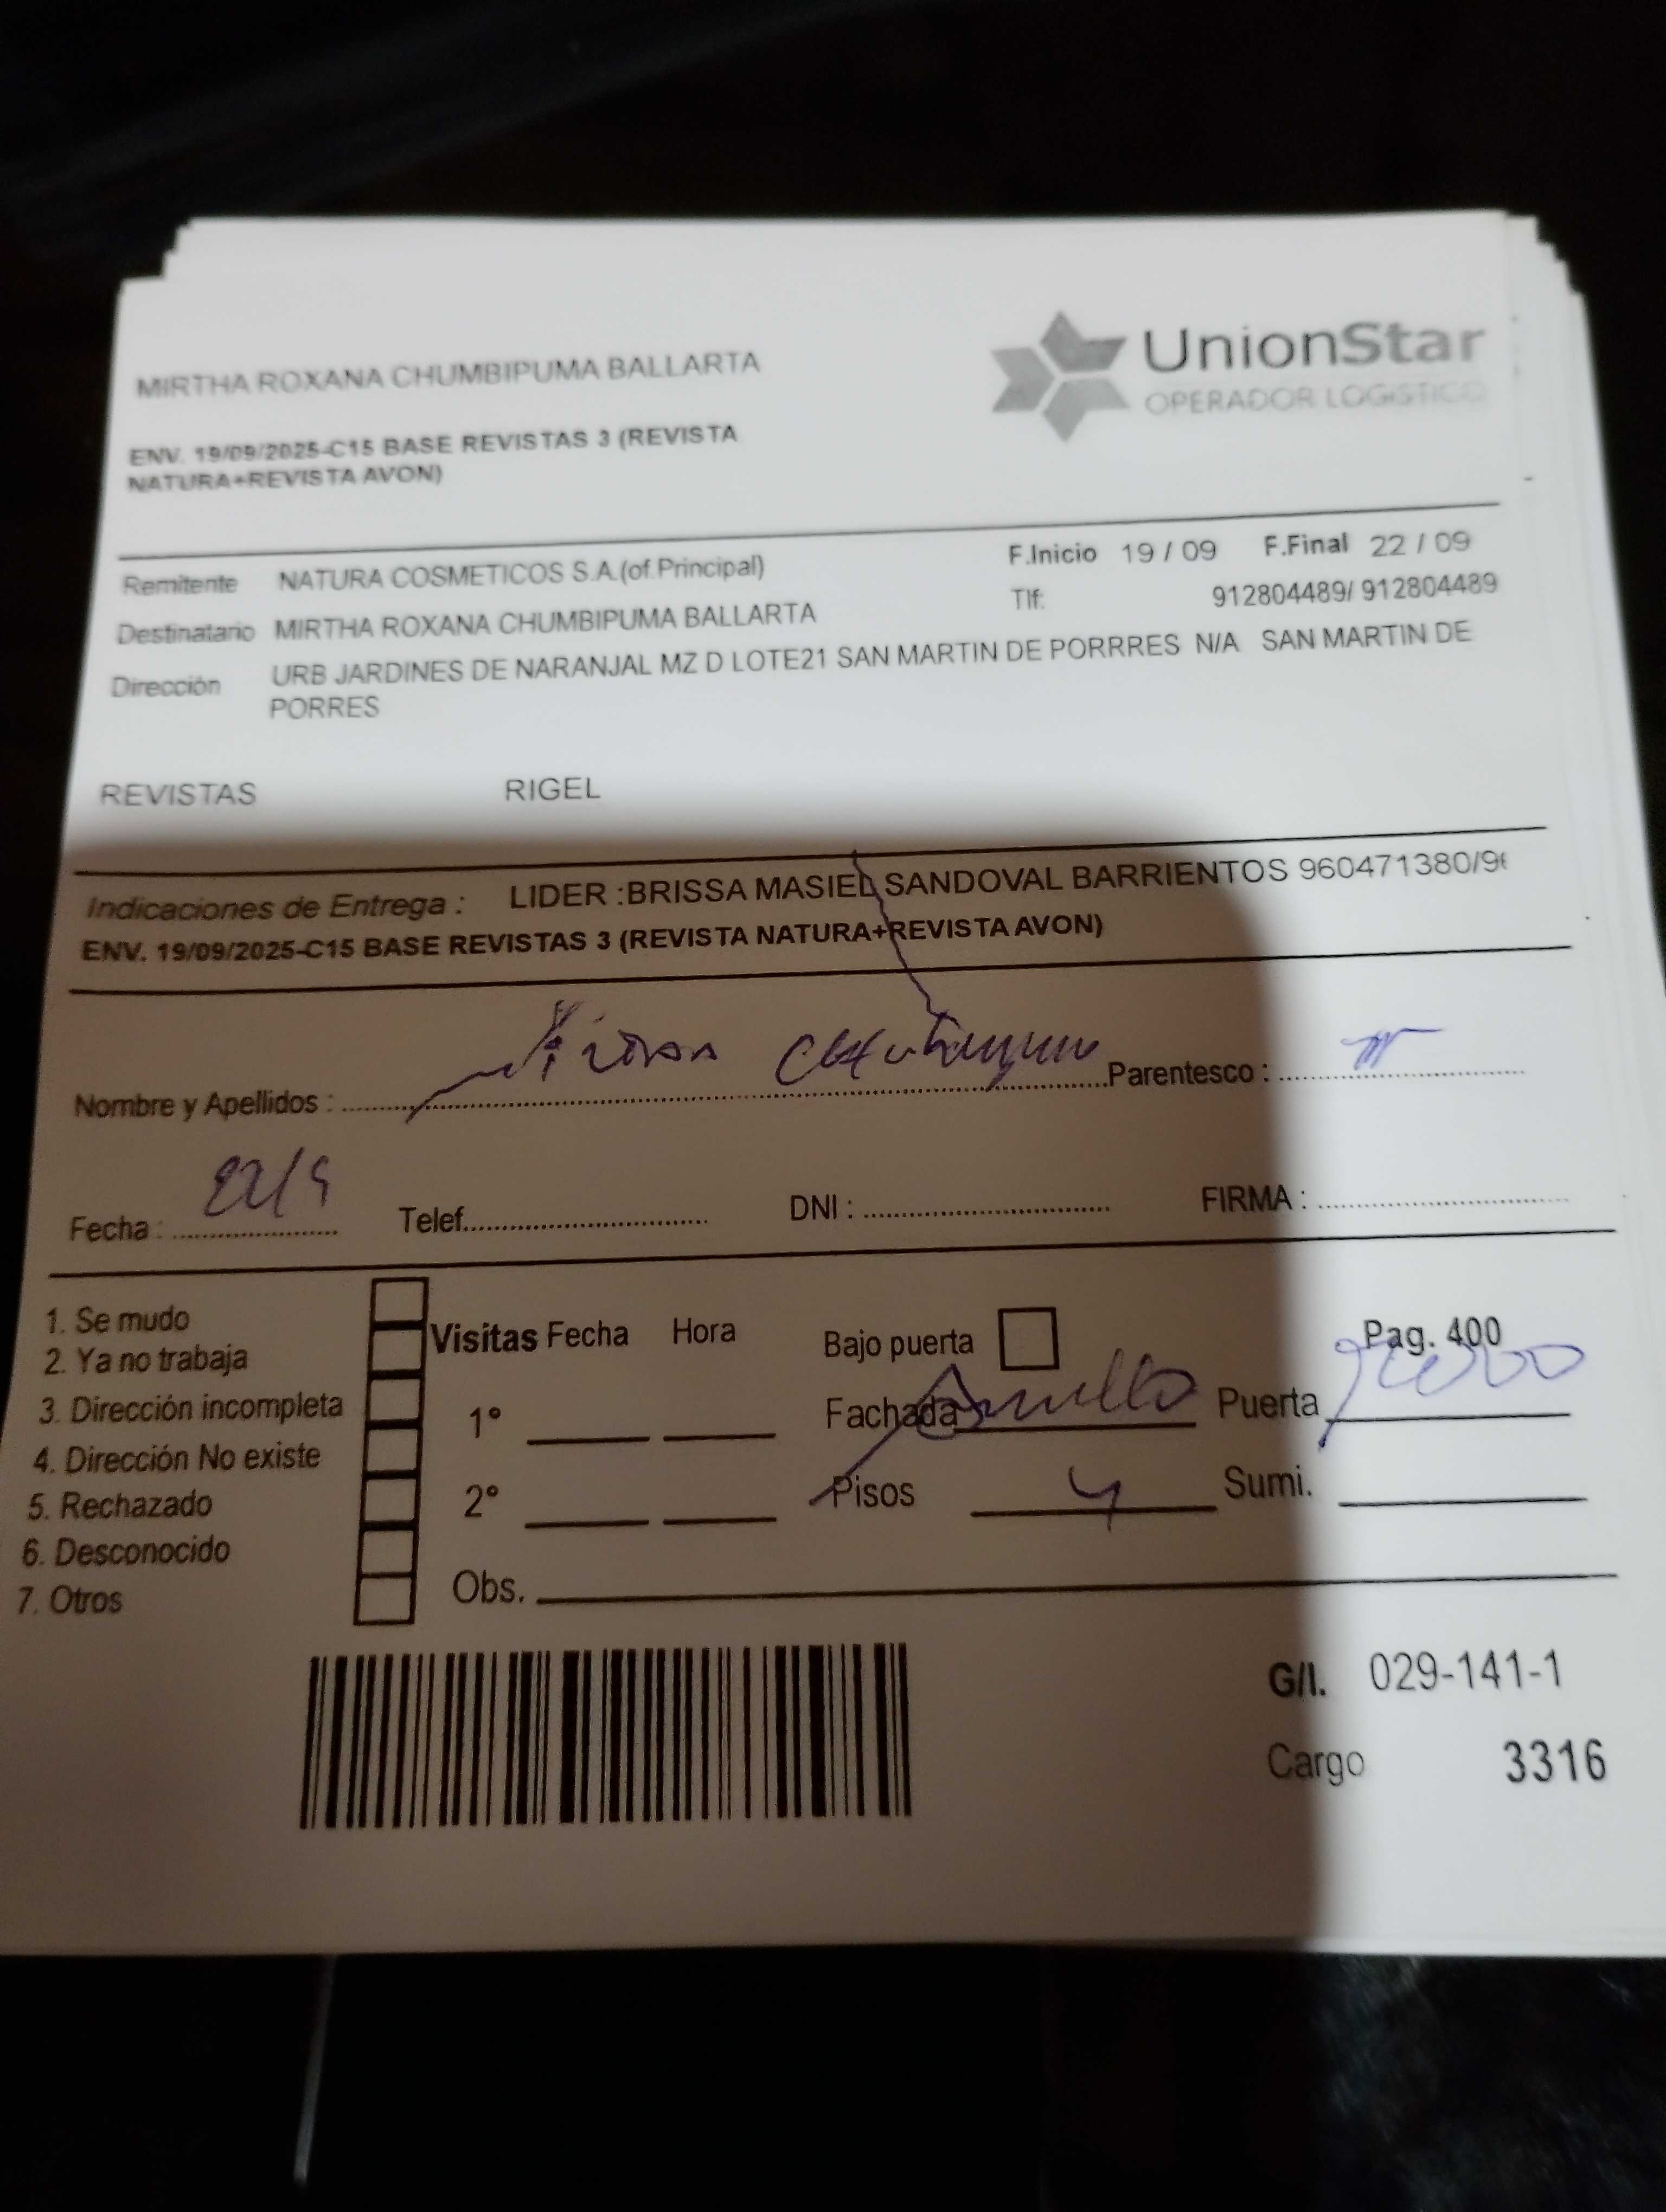 MIRTHA ROXANA CHUMBIPUMA BALLARTA
UnionStar
OPERADOR LOGISTICO
ENV. 19/09/2025-C15 BASE REVISTAS 3 (REVISTA
NATURA+REVISTA AVON)
Remitente NATURA COSMETICOS S.A.(of.Principal) F.Inicio 19 / 09 F.Final 22 / 09
Destinatario MIRTHA ROXANA CHUMBIPUMA BALLARTA Tlf: 912804489/ 912804489
Dirección URB JARDINES DE NARANJAL MZ D LOTE21 SAN MARTIN DE PORRRES N/A SAN MARTIN DE
PORRES
REVISTAS RIGEL
Indicaciones de Entrega : LIDER :BRISSA MASIEL SANDOVAL BARRIENTOS 960471380/96
ENV. 19/09/2025-C15 BASE REVISTAS 3 (REVISTA NATURA+REVISTA AVON)
Nombre y Apellidos : Parentesco :
Fecha : 22/9 Telef. DNI : FIRMA :
1. Se mudo
2. Ya no trabaja
3. Dirección incompleta
4. Dirección No existe
5. Rechazado
6. Desconocido
7. Otros
Visitas Fecha Hora
1°
2°
Bajo puerta
Pag. 400
Fachada Puerta
Pisos 4 Sumi.
Obs.
G/I. 029-141-1
Cargo 3316